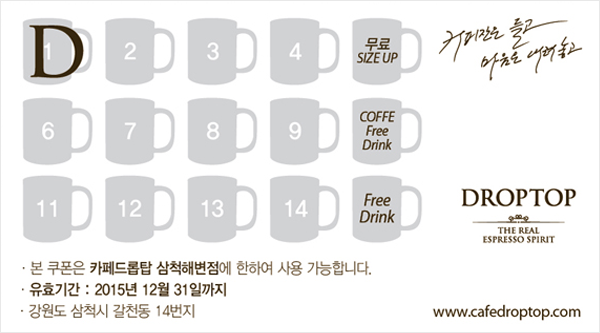 D 1 2 3 4 무료 SIZE UP
커피잔은 들고
마음은 내려놓고
6 7 8 9 COFFE Free Drink
11 12 13 14 Free Drink
DROPTOP
THE REAL
ESPRESSO SPIRIT
· 본 쿠폰은 카페드롭탑 삼척해변점에 한하여 사용 가능합니다.
· 유효기간 : 2015년 12월 31일까지
· 강원도 삼척시 갈천동 14번지
www.cafedroptop.com